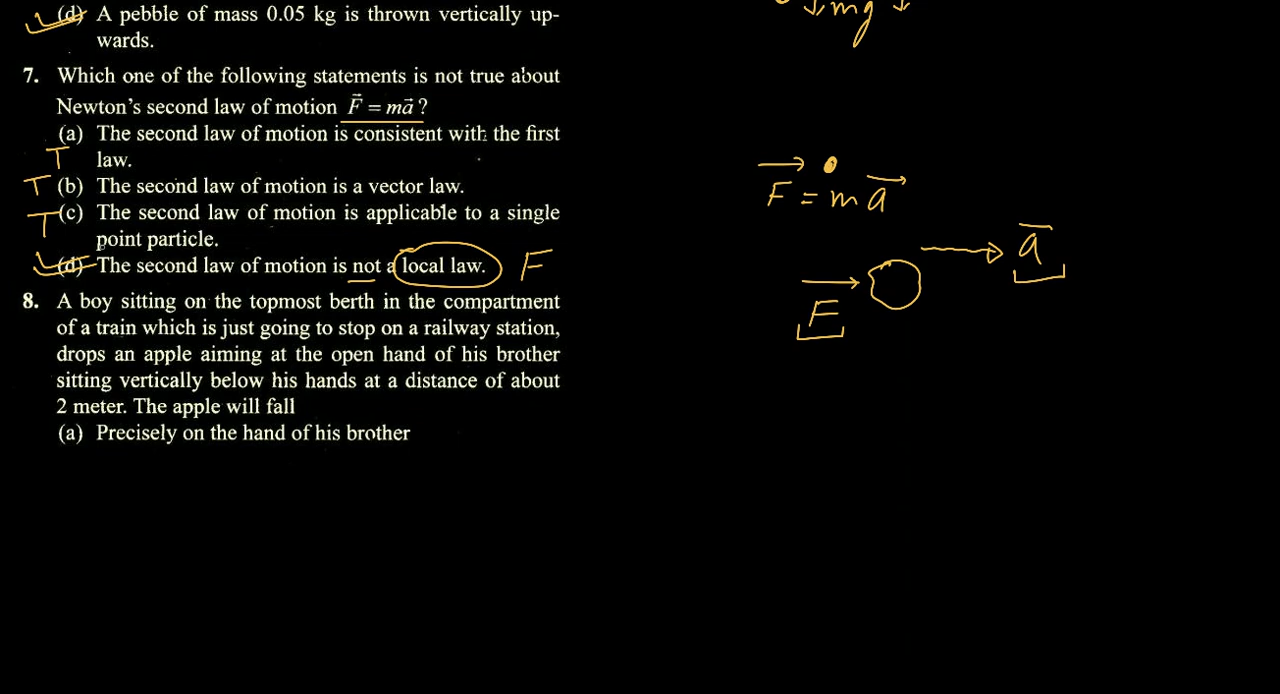 (d) A pebble of mass 0.05 kg is thrown vertically up-
wards.
mg
7. Which one of the following statements is not true about
Newton's second law of motion F⃗ = ma⃗ ?
(a) The second law of motion is consistent with the first
T law.
T (b) The second law of motion is a vector law.
T (c) The second law of motion is applicable to a single
point particle.
(d) The second law of motion is not a local law. F
F⃗ = ma⃗
a⃗
F⃗
8. A boy sitting on the topmost berth in the compartment
of a train which is just going to stop on a railway station,
drops an apple aiming at the open hand of his brother
sitting vertically below his hands at a distance of about
2 meter. The apple will fall
(a) Precisely on the hand of his brother